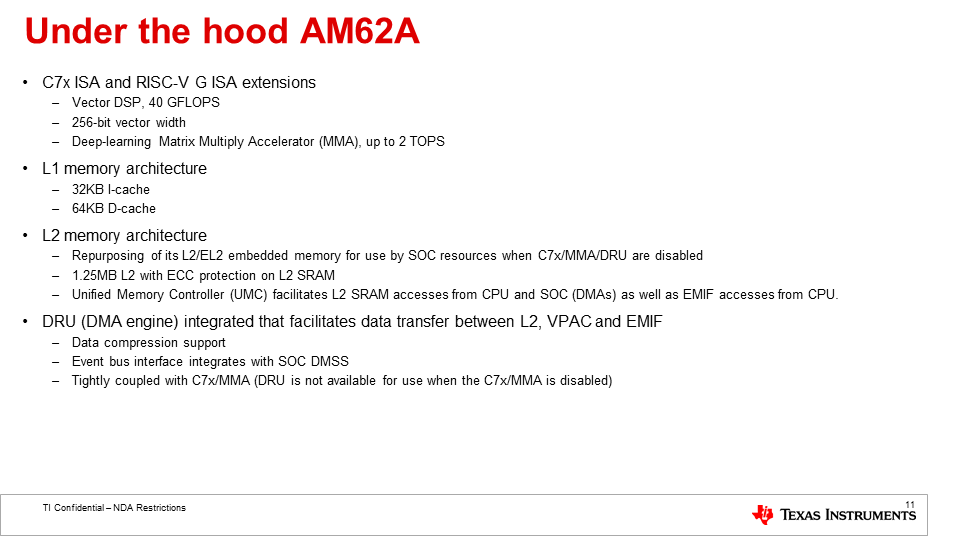 Under the hood AM62A
• C7x ISA and RISC-V G ISA extensions
– Vector DSP, 40 GFLOPS
– 256-bit vector width
– Deep-learning Matrix Multiply Accelerator (MMA), up to 2 TOPS
• L1 memory architecture
– 32KB I-cache
– 64KB D-cache
• L2 memory architecture
– Repurposing of its L2/EL2 embedded memory for use by SOC resources when C7x/MMA/DRU are disabled
– 1.25MB L2 with ECC protection on L2 SRAM
– Unified Memory Controller (UMC) facilitates L2 SRAM accesses from CPU and SOC (DMAs) as well as EMIF accesses from CPU.
• DRU (DMA engine) integrated that facilitates data transfer between L2, VPAC and EMIF
– Data compression support
– Event bus interface integrates with SOC DMSS
– Tightly coupled with C7x/MMA (DRU is not available for use when the C7x/MMA is disabled)
TI Confidential – NDA Restrictions
11
TEXAS INSTRUMENTS